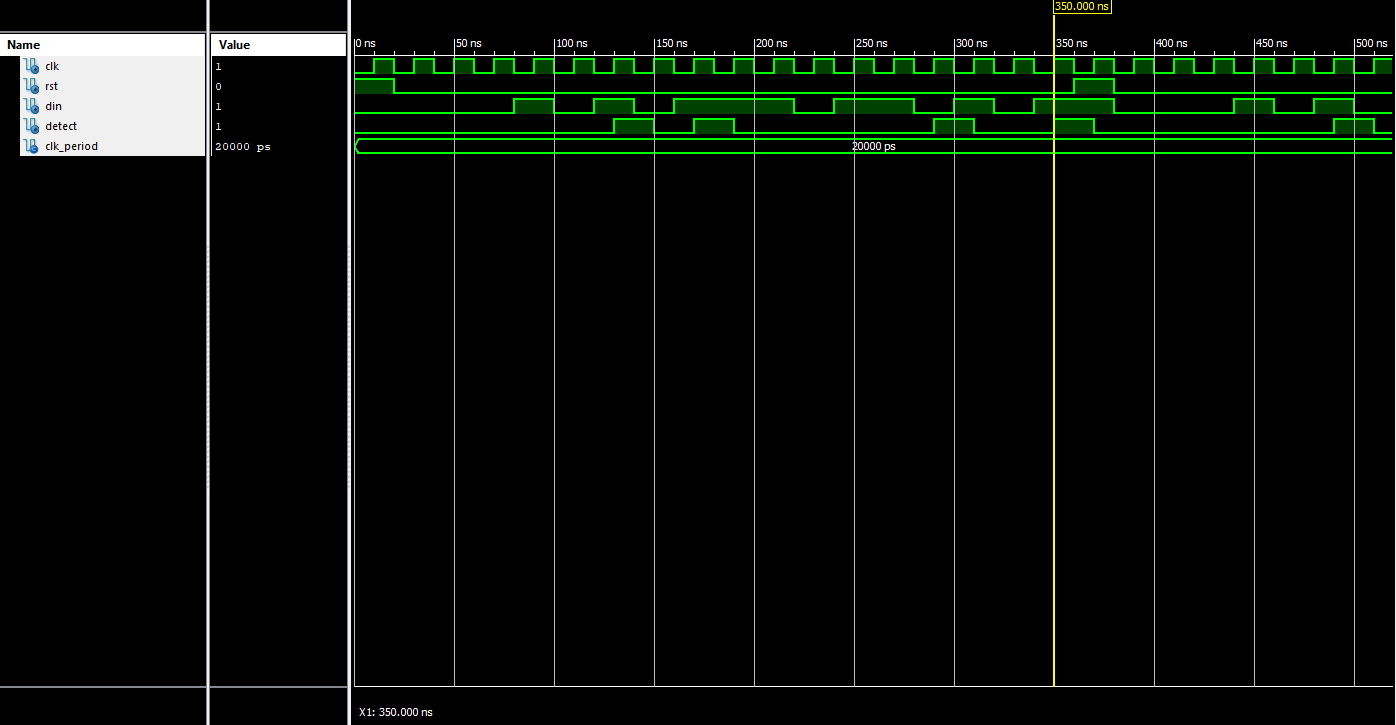 350.000 ns
Name Value
0 ns 50 ns 100 ns 150 ns 200 ns 250 ns 300 ns 350 ns 400 ns 450 ns 500 ns
clk 1
rst 0
din 1
detect 1
clk_period 20000 ps 20000 ps
X1: 350.000 ns